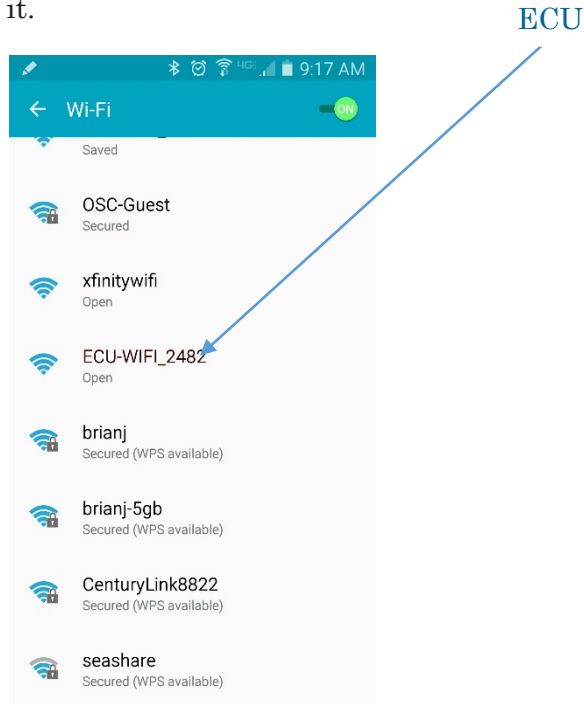 it.
ECU
4G 9:17 AM
Wi-Fi
ON
Saved
OSC-Guest
Secured
xfinitywifi
Open
ECU-WIFI_2482
Open
brianj
Secured (WPS available)
brianj-5gb
Secured (WPS available)
CenturyLink8822
Secured (WPS available)
seashare
Secured (WPS available)